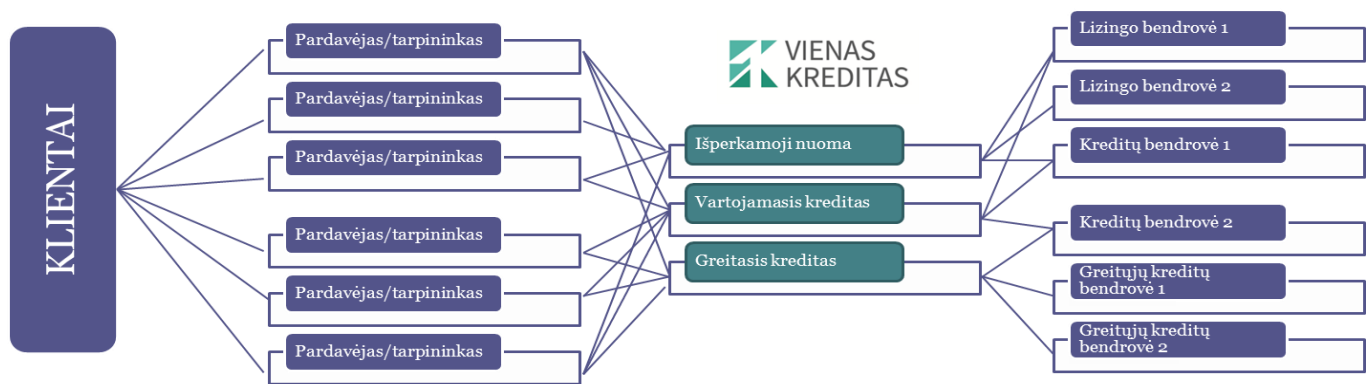 KLIENTAI
Pardavėjas/tarpininkas
Pardavėjas/tarpininkas
Pardavėjas/tarpininkas
Pardavėjas/tarpininkas
Pardavėjas/tarpininkas
Pardavėjas/tarpininkas
VIENAS
KREDITAS
Išperkamoji nuoma
Vartojamasis kreditas
Greitasis kreditas
Lizingo bendrovė 1
Lizingo bendrovė 2
Kreditų bendrovė 1
Kreditų bendrovė 2
Greitųjų kreditų
bendrovė 1
Greitųjų kreditų
bendrovė 2